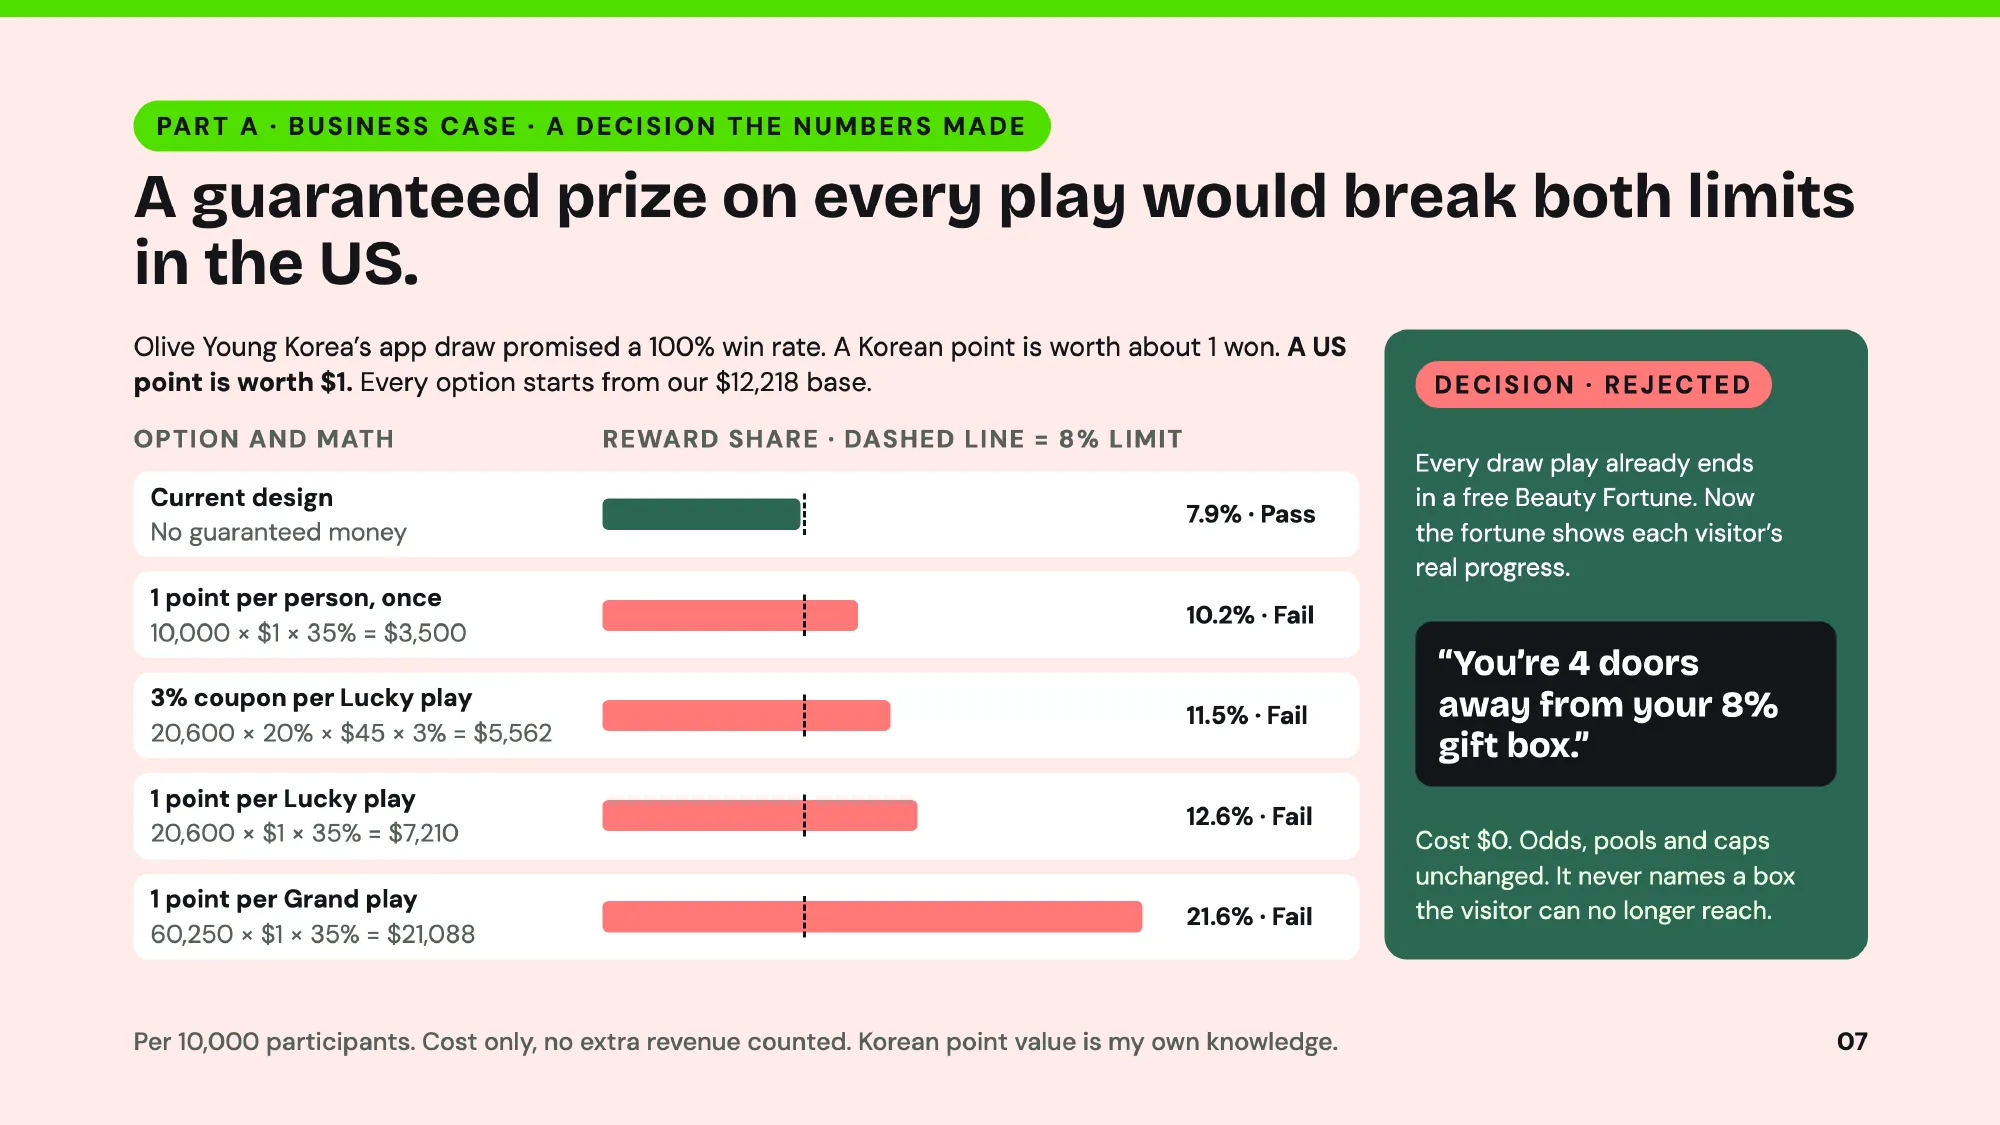 PART A · BUSINESS CASE · A DECISION THE NUMBERS MADE
A guaranteed prize on every play would break both limits
in the US.
Olive Young Korea’s app draw promised a 100% win rate. A Korean point is worth about 1 won. A US
point is worth $1. Every option starts from our $12,218 base.
OPTION AND MATH
REWARD SHARE · DASHED LINE = 8% LIMIT
Current design
No guaranteed money
7.9% · Pass
1 point per person, once
10,000 × $1 × 35% = $3,500
10.2% · Fail
3% coupon per Lucky play
20,600 × 20% × $45 × 3% = $5,562
11.5% · Fail
1 point per Lucky play
20,600 × $1 × 35% = $7,210
12.6% · Fail
1 point per Grand play
60,250 × $1 × 35% = $21,088
21.6% · Fail
DECISION · REJECTED
Every draw play already ends
in a free Beauty Fortune. Now
the fortune shows each visitor’s
real progress.
“You’re 4 doors
away from your 8%
gift box.”
Cost $0. Odds, pools and caps
unchanged. It never names a box
the visitor can no longer reach.
Per 10,000 participants. Cost only, no extra revenue counted. Korean point value is my own knowledge.
07